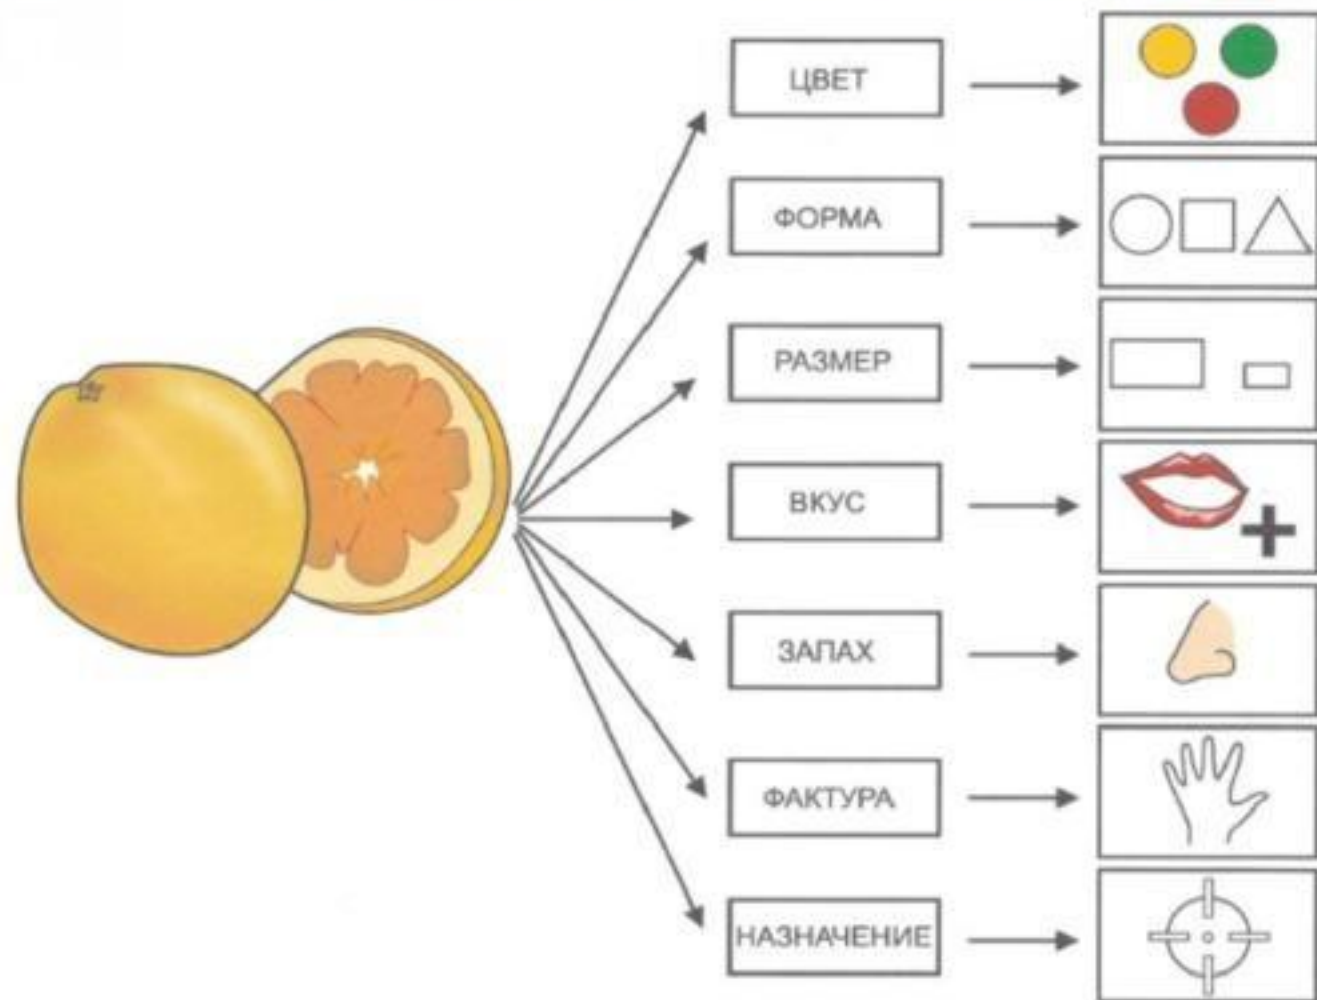 ЦВЕТ
ФОРМА
РАЗМЕР
ВКУС
ЗАПАХ
ФАКТУРА
НАЗНАЧЕНИЕ